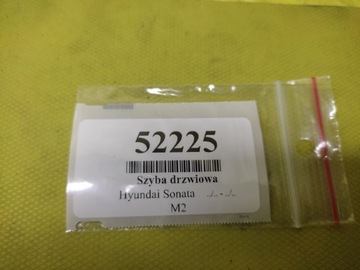 52225
Szyba drzwiowa
Hyundai Sonata ../.. - ../..
M2